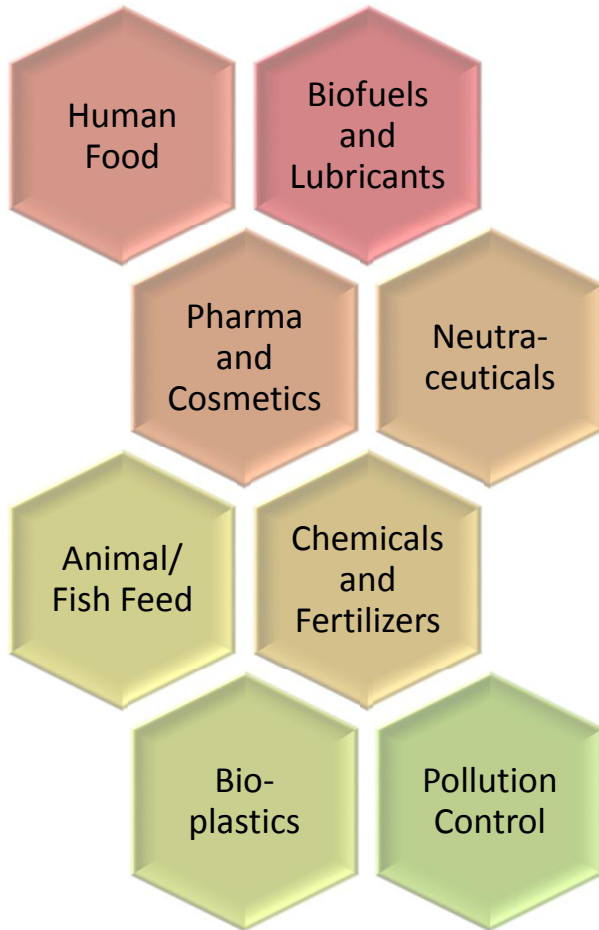 Human
Food
Biofuels
and
Lubricants
Pharma
and
Cosmetics
Neutra-
ceuticals
Animal/
Fish Feed
Chemicals
and
Fertilizers
Bio-
plastics
Pollution
Control